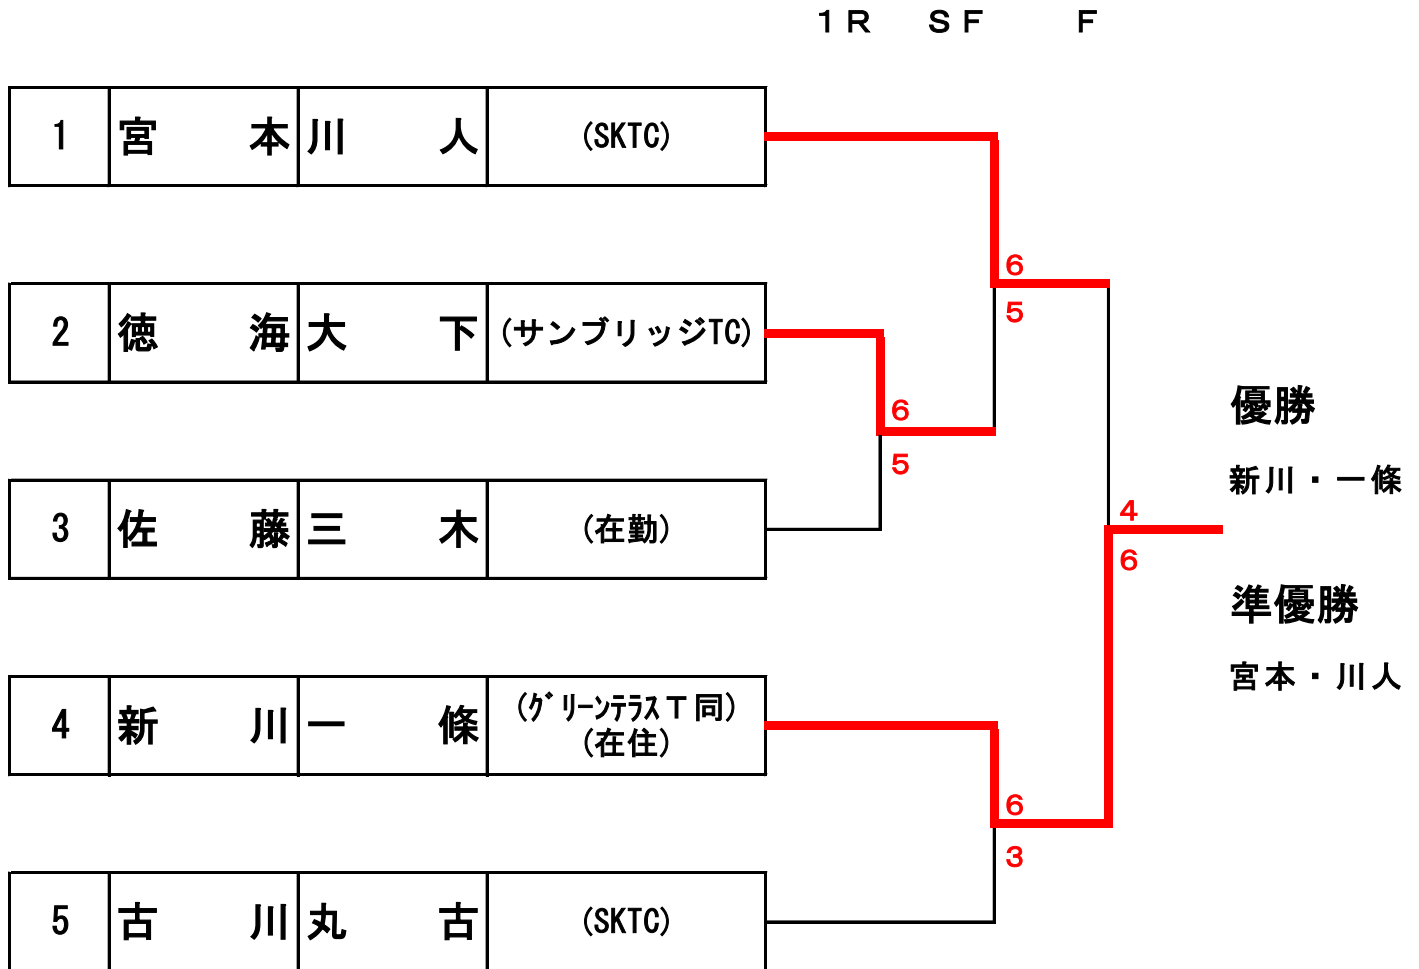 １Ｒ ＳＦ Ｆ
1 宮本 川人 (SKTC)
6
5
2 徳海 大下 (サンブリッジTC)
優勝
6
5
新川・一條
3 佐藤 三木 (在勤)
4
6
準優勝
宮本・川人
4 新川 一條 (ｸﾞﾘｰﾝﾃﾗｽＴ同)
(在住)
6
3
5 古川 丸古 (SKTC)